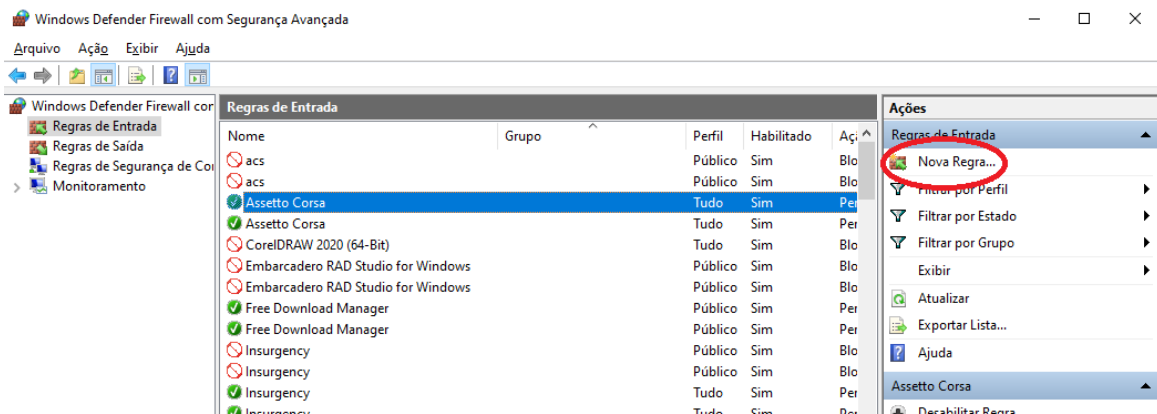 Windows Defender Firewall com Segurança Avançada
Arquivo Ação Exibir Ajuda
Windows Defender Firewall cor
Regras de Entrada
Regras de Saída
Regras de Segurança de Co
Monitoramento
Regras de Entrada
Nome Grupo Perfil Habilitado Açã
acs Público Sim Blo
acs Público Sim Blo
Assetto Corsa Tudo Sim Per
Assetto Corsa Tudo Sim Per
CorelDRAW 2020 (64-Bit) Tudo Sim Blo
Embarcadero RAD Studio for Windows Público Sim Blo
Embarcadero RAD Studio for Windows Público Sim Blo
Free Download Manager Público Sim Per
Free Download Manager Público Sim Per
Insurgency Público Sim Blo
Insurgency Público Sim Blo
Insurgency Tudo Sim Per
Insurgency Tudo Sim Per
Ações
Regras de Entrada
Nova Regra...
Filtrar por Perfil
Filtrar por Estado
Filtrar por Grupo
Exibir
Atualizar
Exportar Lista...
Ajuda
Assetto Corsa
Desabilitar Regra